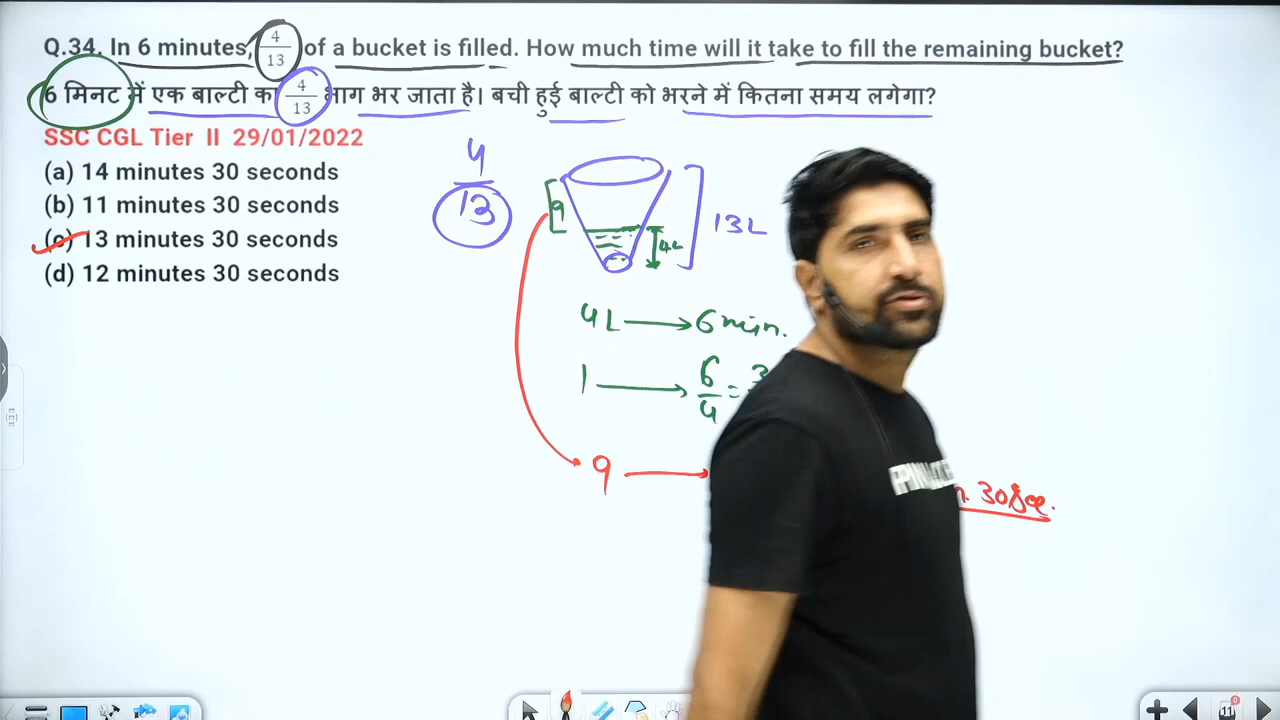 Q.34. In 6 minutes, 4/13 of a bucket is filled. How much time will it take to fill the remaining bucket?
6 मिनट में एक बाल्टी का 4/13 भाग भर जाता है। बची हुई बाल्टी को भरने में कितना समय लगेगा?
SSC CGL Tier II 29/01/2022
(a) 14 minutes 30 seconds
(b) 11 minutes 30 seconds
(c) 13 minutes 30 seconds
(d) 12 minutes 30 seconds
4/13
9
4L
13L
4L → 6 min.
1 → 6/4 = 3
9 →
30 Sec.
11
0